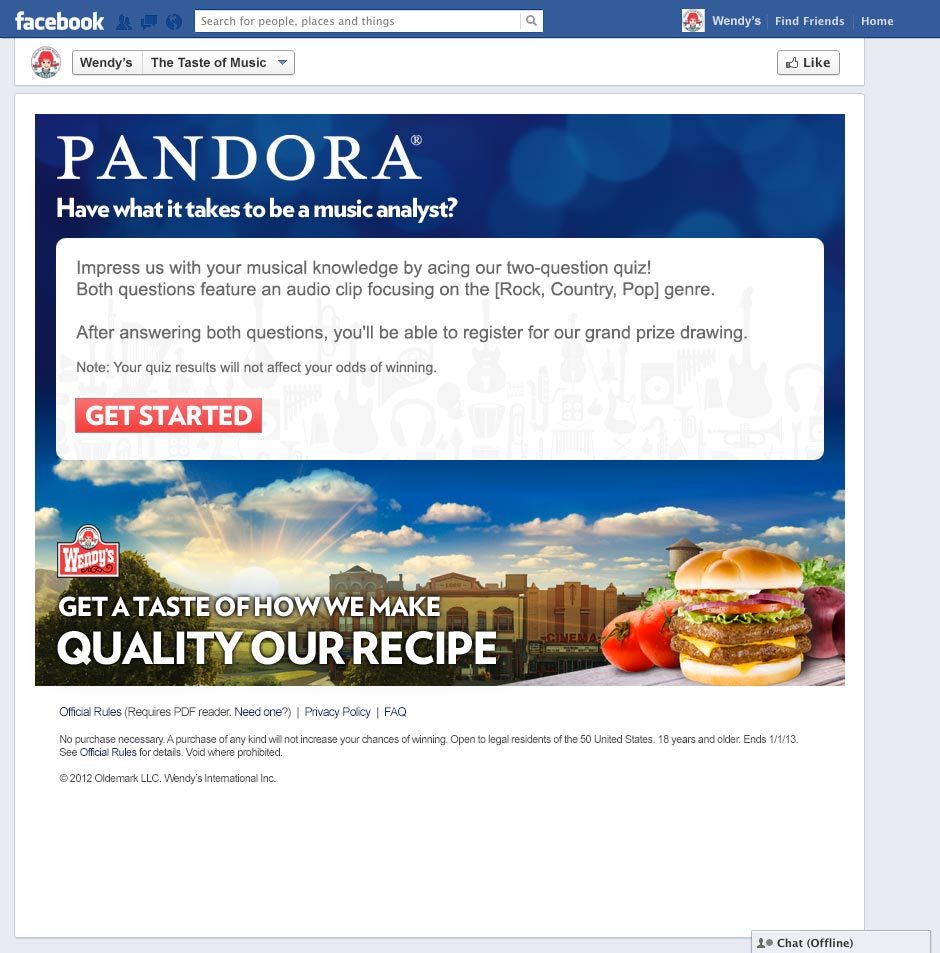 facebook
Search for people, places and things
Wendy's
Find Friends
Home
Wendy's
The Taste of Music
Like
PANDORA®
Have what it takes to be a music analyst?
Impress us with your musical knowledge by acing our two-question quiz!
Both questions feature an audio clip focusing on the [Rock, Country, Pop] genre.
After answering both questions, you'll be able to register for our grand prize drawing.
Note: Your quiz results will not affect your odds of winning.
GET STARTED
WENDY'S
GET A TASTE OF HOW WE MAKE
QUALITY OUR RECIPE
CINEMA
Official Rules (Requires PDF reader. Need one?) | Privacy Policy | FAQ
No purchase necessary. A purchase of any kind will not increase your chances of winning. Open to legal residents of the 50 United States. 18 years and older. Ends 1/1/13.
See Official Rules for details. Void where prohibited.
© 2012 Oldemark LLC. Wendy's International Inc.
Chat (Offline)